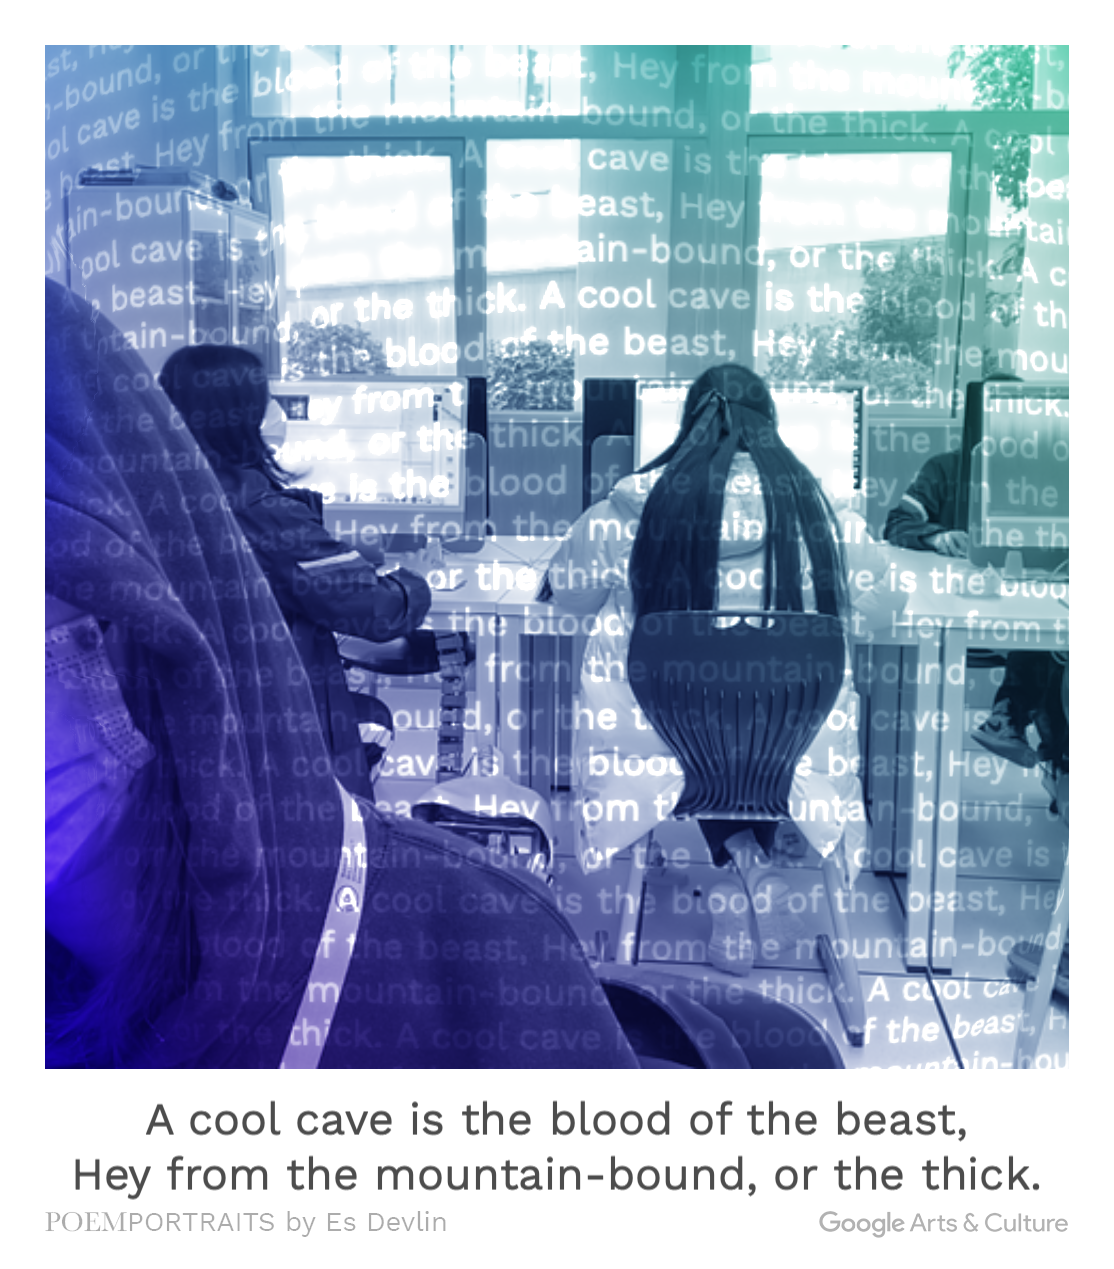 A cool cave is the blood of the beast,
Hey from the mountain-bound, or the thick.
POEMPORTRAITS by Es Devlin
Google Arts & Culture